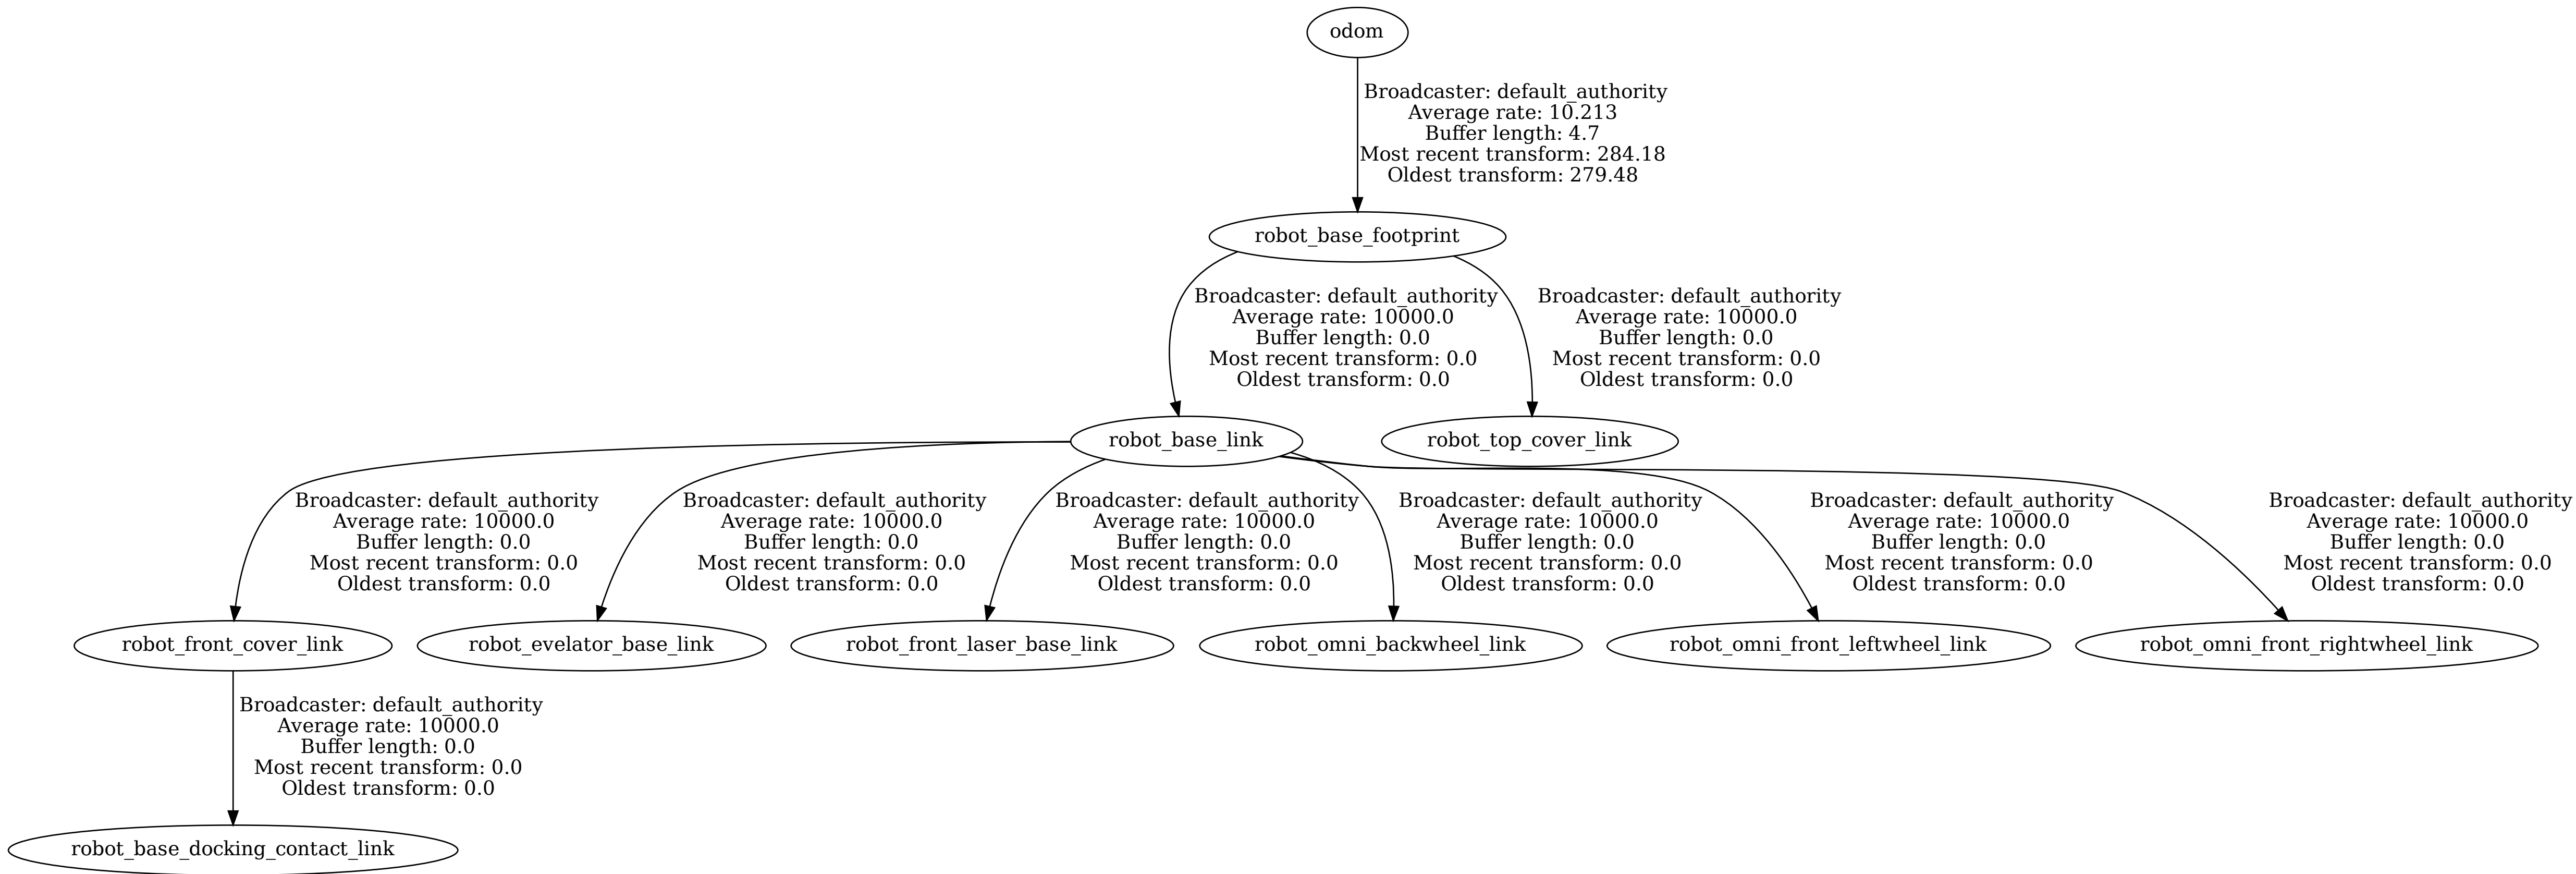 odom
Broadcaster: default_authority
Average rate: 10.213
Buffer length: 4.7
Most recent transform: 284.18
Oldest transform: 279.48
robot_base_footprint
Broadcaster: default_authority
Average rate: 10000.0
Buffer length: 0.0
Most recent transform: 0.0
Oldest transform: 0.0
Broadcaster: default_authority
Average rate: 10000.0
Buffer length: 0.0
Most recent transform: 0.0
Oldest transform: 0.0
robot_base_link
robot_top_cover_link
Broadcaster: default_authority
Average rate: 10000.0
Buffer length: 0.0
Most recent transform: 0.0
Oldest transform: 0.0
Broadcaster: default_authority
Average rate: 10000.0
Buffer length: 0.0
Most recent transform: 0.0
Oldest transform: 0.0
Broadcaster: default_authority
Average rate: 10000.0
Buffer length: 0.0
Most recent transform: 0.0
Oldest transform: 0.0
Broadcaster: default_authority
Average rate: 10000.0
Buffer length: 0.0
Most recent transform: 0.0
Oldest transform: 0.0
Broadcaster: default_authority
Average rate: 10000.0
Buffer length: 0.0
Most recent transform: 0.0
Oldest transform: 0.0
Broadcaster: default_authority
Average rate: 10000.0
Buffer length: 0.0
Most recent transform: 0.0
Oldest transform: 0.0
robot_front_cover_link
robot_evelator_base_link
robot_front_laser_base_link
robot_omni_backwheel_link
robot_omni_front_leftwheel_link
robot_omni_front_rightwheel_link
Broadcaster: default_authority
Average rate: 10000.0
Buffer length: 0.0
Most recent transform: 0.0
Oldest transform: 0.0
robot_base_docking_contact_link